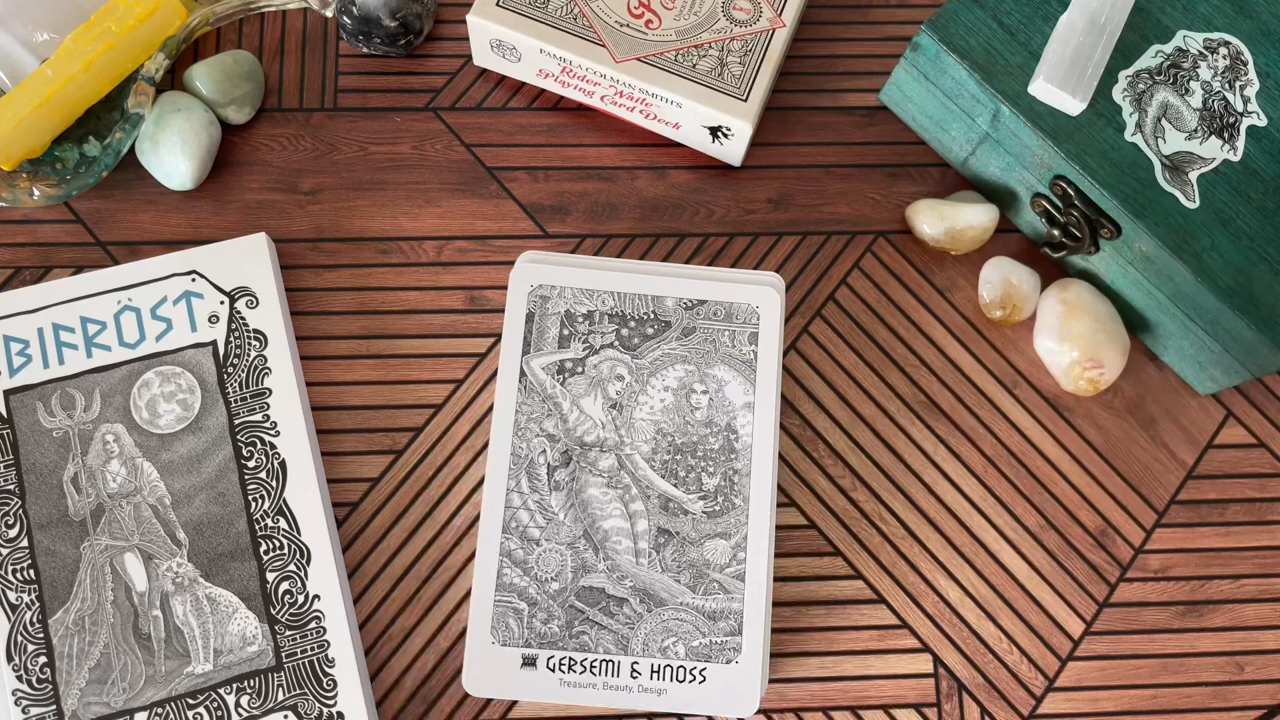 PAMELA COLMAN SMITH'S
"Rider-Waite"
Playing Card Deck
BIFRÖST
GERSEMI & HNOSS
Treasure, Beauty, Design